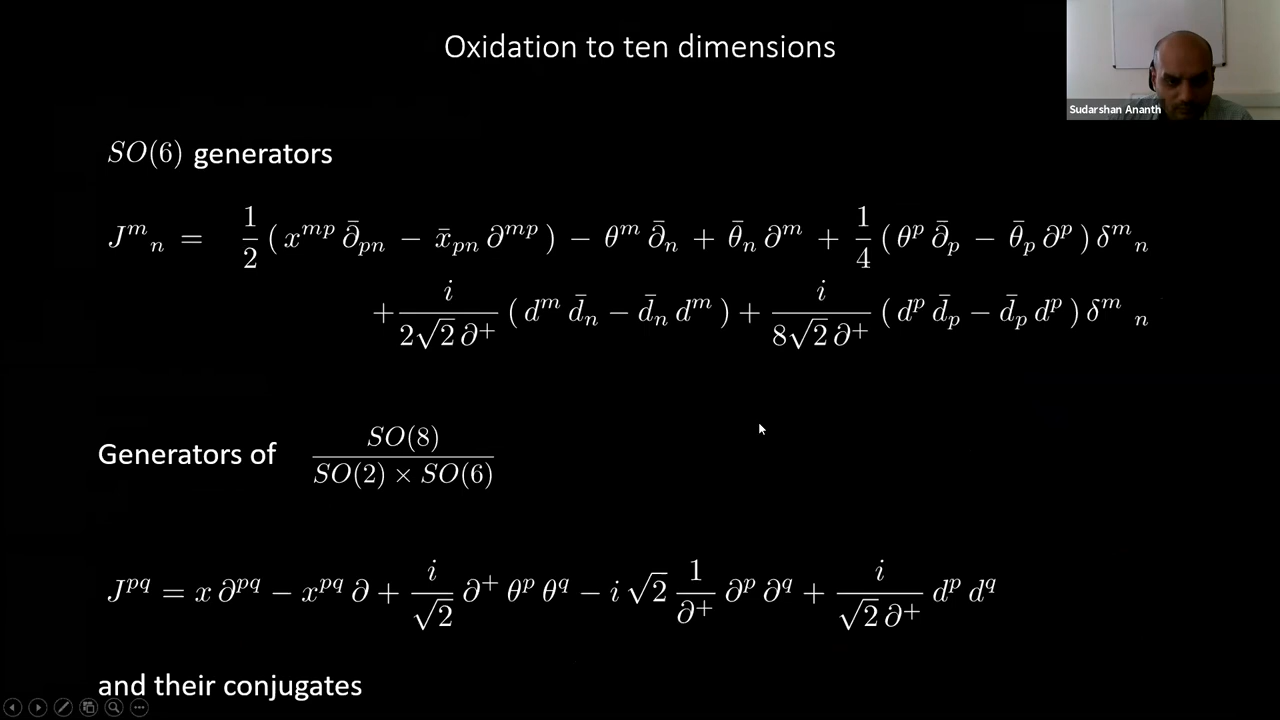 Oxidation to ten dimensions
Sudarshan Ananth
SO(6) generators
J^m_n = 1/2 ( x^{mp} ∂̄_{pn} − x̄_{pn} ∂^{mp} ) − θ^m ∂̄_n + θ̄_n ∂^m + 1/4 ( θ^p ∂̄_p − θ̄_p ∂^p ) δ^m_n
+ i/(2√2 ∂^+) ( d^m d̄_n − d̄_n d^m ) + i/(8√2 ∂^+) ( d^p d̄_p − d̄_p d^p ) δ^m_n
Generators of SO(8)/(SO(2) × SO(6))
J^{pq} = x ∂^{pq} − x^{pq} ∂ + i/√2 ∂^+ θ^p θ^q − i √2 1/∂^+ ∂^p ∂^q + i/(√2 ∂^+) d^p d^q
and their conjugates